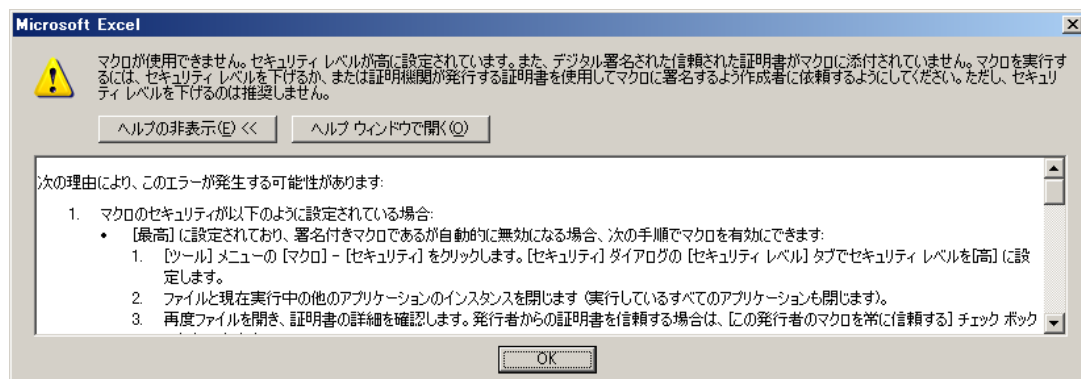 Microsoft Excel
マクロが使用できません。セキュリティ レベルが高に設定されています。また、デジタル署名された信頼された証明書がマクロに添付されていません。マクロを実行す
るには、セキュリティ レベルを下げるか、または証明機関が発行する証明書を使用してマクロに署名するよう作成者に依頼するようにしてください。ただし、セキュリ
ティ レベルを下げるのは推奨しません。
ヘルプの非表示(E) <<
ヘルプ ウィンドウで開く(O)
次の理由により、このエラーが発生する可能性があります:
1. マクロのセキュリティが以下のように設定されている場合:
• [最高] に設定されており、署名付きマクロであるが自動的に無効になる場合、次の手順でマクロを有効にできます:
1. [ツール] メニューの [マクロ] - [セキュリティ] をクリックします。[セキュリティ] ダイアログの [セキュリティ レベル] タブでセキュリティ レベルを[高] に設
定します。
2. ファイルと現在実行中の他のアプリケーションのインスタンスを閉じます (実行しているすべてのアプリケーションも閉じます)。
3. 再度ファイルを開き、証明書の詳細を確認します。発行者からの証明書を信頼する場合は、[この発行者のマクロを常に信頼する] チェック ボック
OK